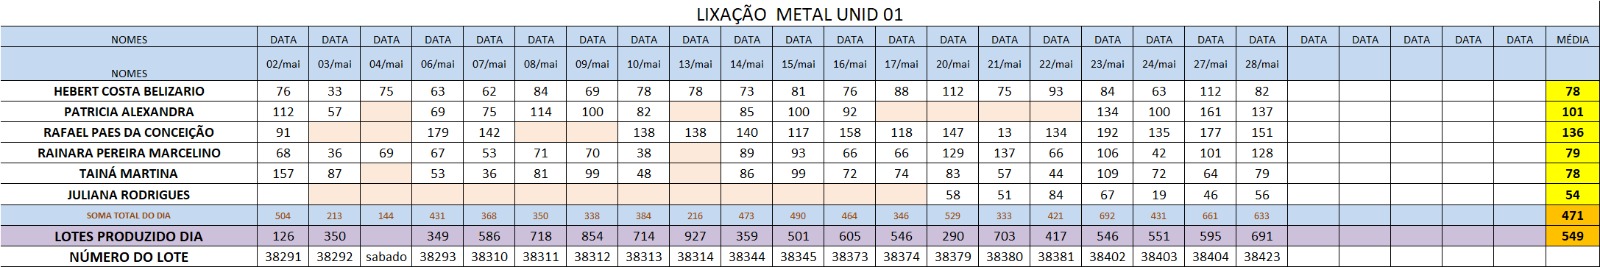 LIXAÇÃO METAL UNID 01
NOMES DATA DATA DATA DATA DATA DATA DATA DATA DATA DATA DATA DATA DATA DATA DATA DATA DATA DATA DATA DATA DATA DATA DATA DATA DATA MÉDIA
NOMES 02/mai 03/mai 04/mai 06/mai 07/mai 08/mai 09/mai 10/mai 13/mai 14/mai 15/mai 16/mai 17/mai 20/mai 21/mai 22/mai 23/mai 24/mai 27/mai 28/mai
HEBERT COSTA BELIZARIO 76 33 75 63 62 84 69 78 78 73 81 76 88 112 75 93 84 63 112 82 78
PATRICIA ALEXANDRA 112 57 69 75 114 100 82 85 100 92 134 100 161 137 101
RAFAEL PAES DA CONCEIÇÃO 91 179 142 138 138 140 117 158 118 147 13 134 192 135 177 151 136
RAINARA PEREIRA MARCELINO 68 36 69 67 53 71 70 38 89 93 66 66 129 137 66 106 42 101 128 79
TAINÁ MARTINA 157 87 53 36 81 99 48 86 99 72 74 83 57 44 109 72 64 79 78
JULIANA RODRIGUES 58 51 84 67 19 46 56 54
SOMA TOTAL DO DIA 504 213 144 431 368 350 338 384 216 473 490 464 346 529 333 421 692 431 661 633 471
LOTES PRODUZIDO DIA 126 350 349 586 718 854 714 927 359 501 605 546 290 703 417 546 551 595 691 549
NÚMERO DO LOTE 38291 38292 sabado 38293 38310 38311 38312 38313 38314 38344 38345 38373 38374 38379 38380 38381 38402 38403 38404 38423